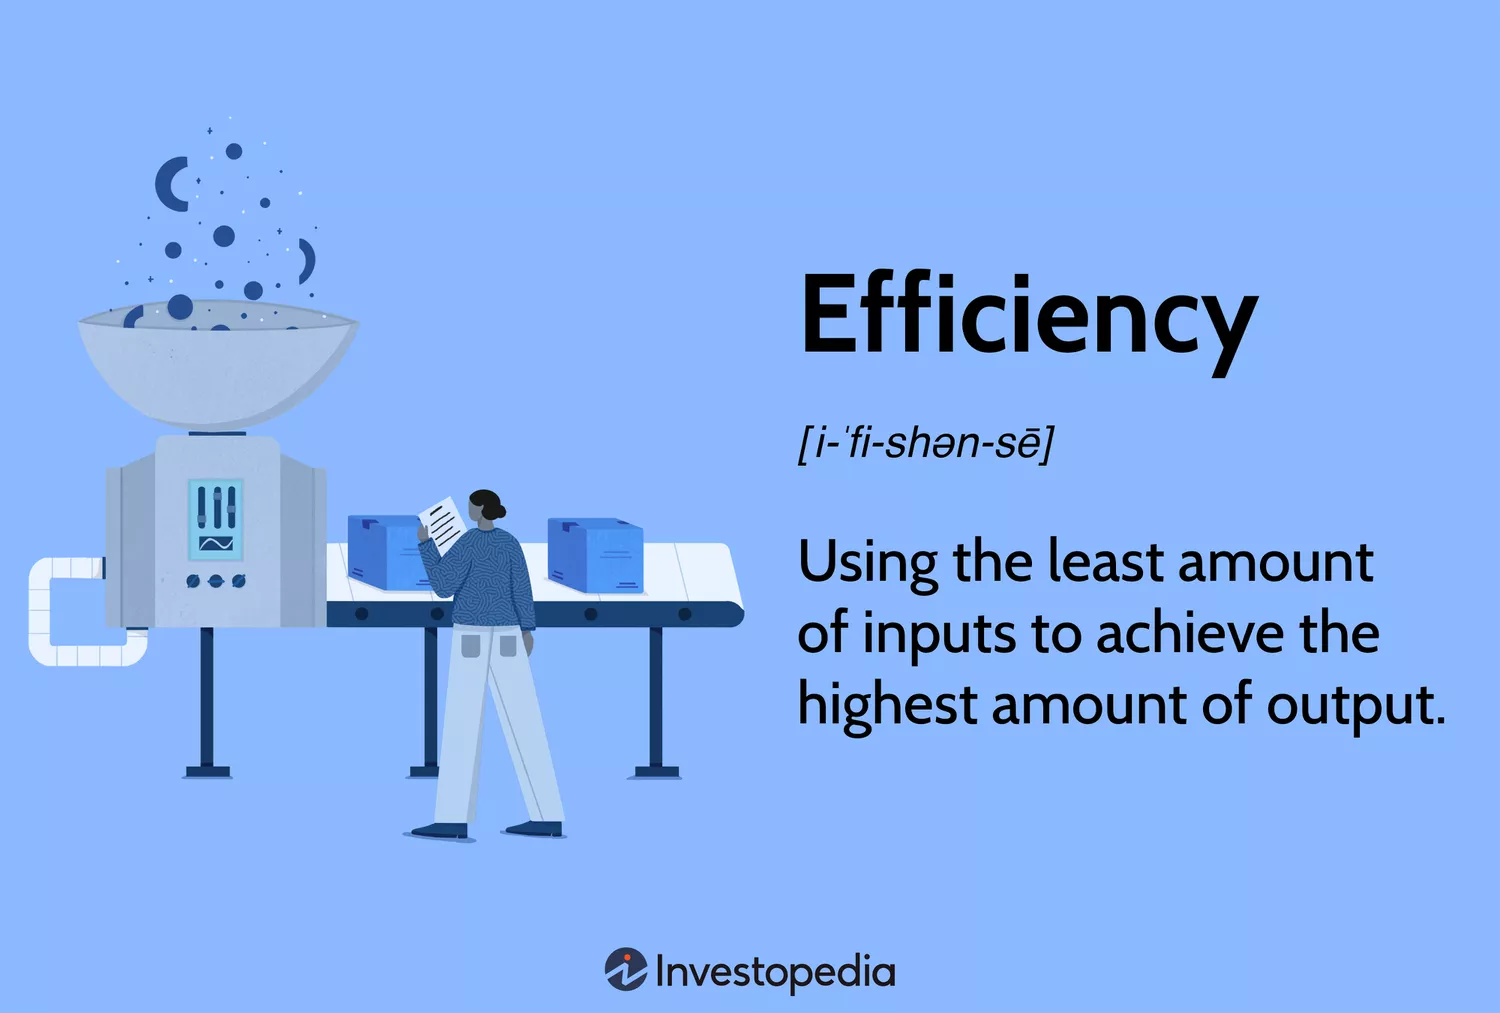 Efficiency
[i-ˈfi-shən-sē]
Using the least amount
of inputs to achieve the
highest amount of output.
Investopedia